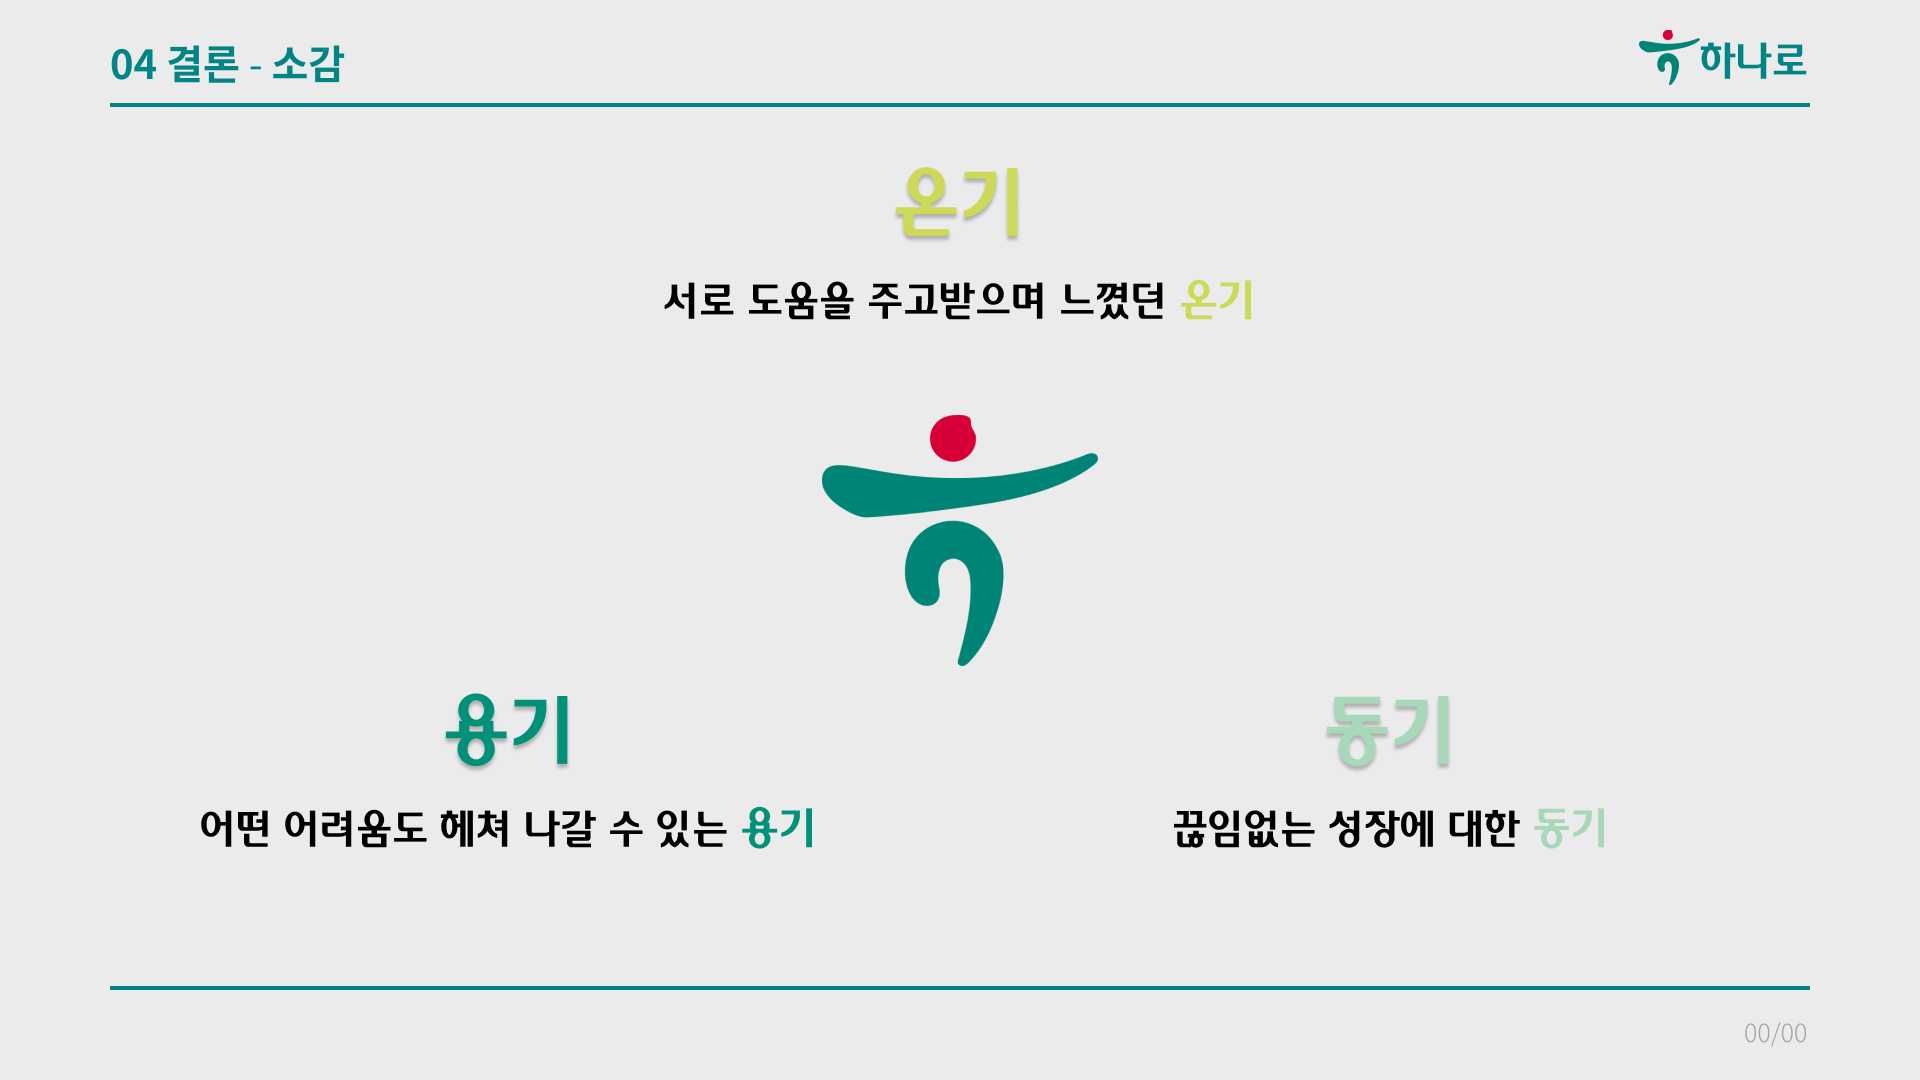 04 결론 - 소감
하나로
온기
서로 도움을 주고받으며 느꼈던 온기
용기
어떤 어려움도 헤쳐 나갈 수 있는 용기
동기
끊임없는 성장에 대한 동기
00/00